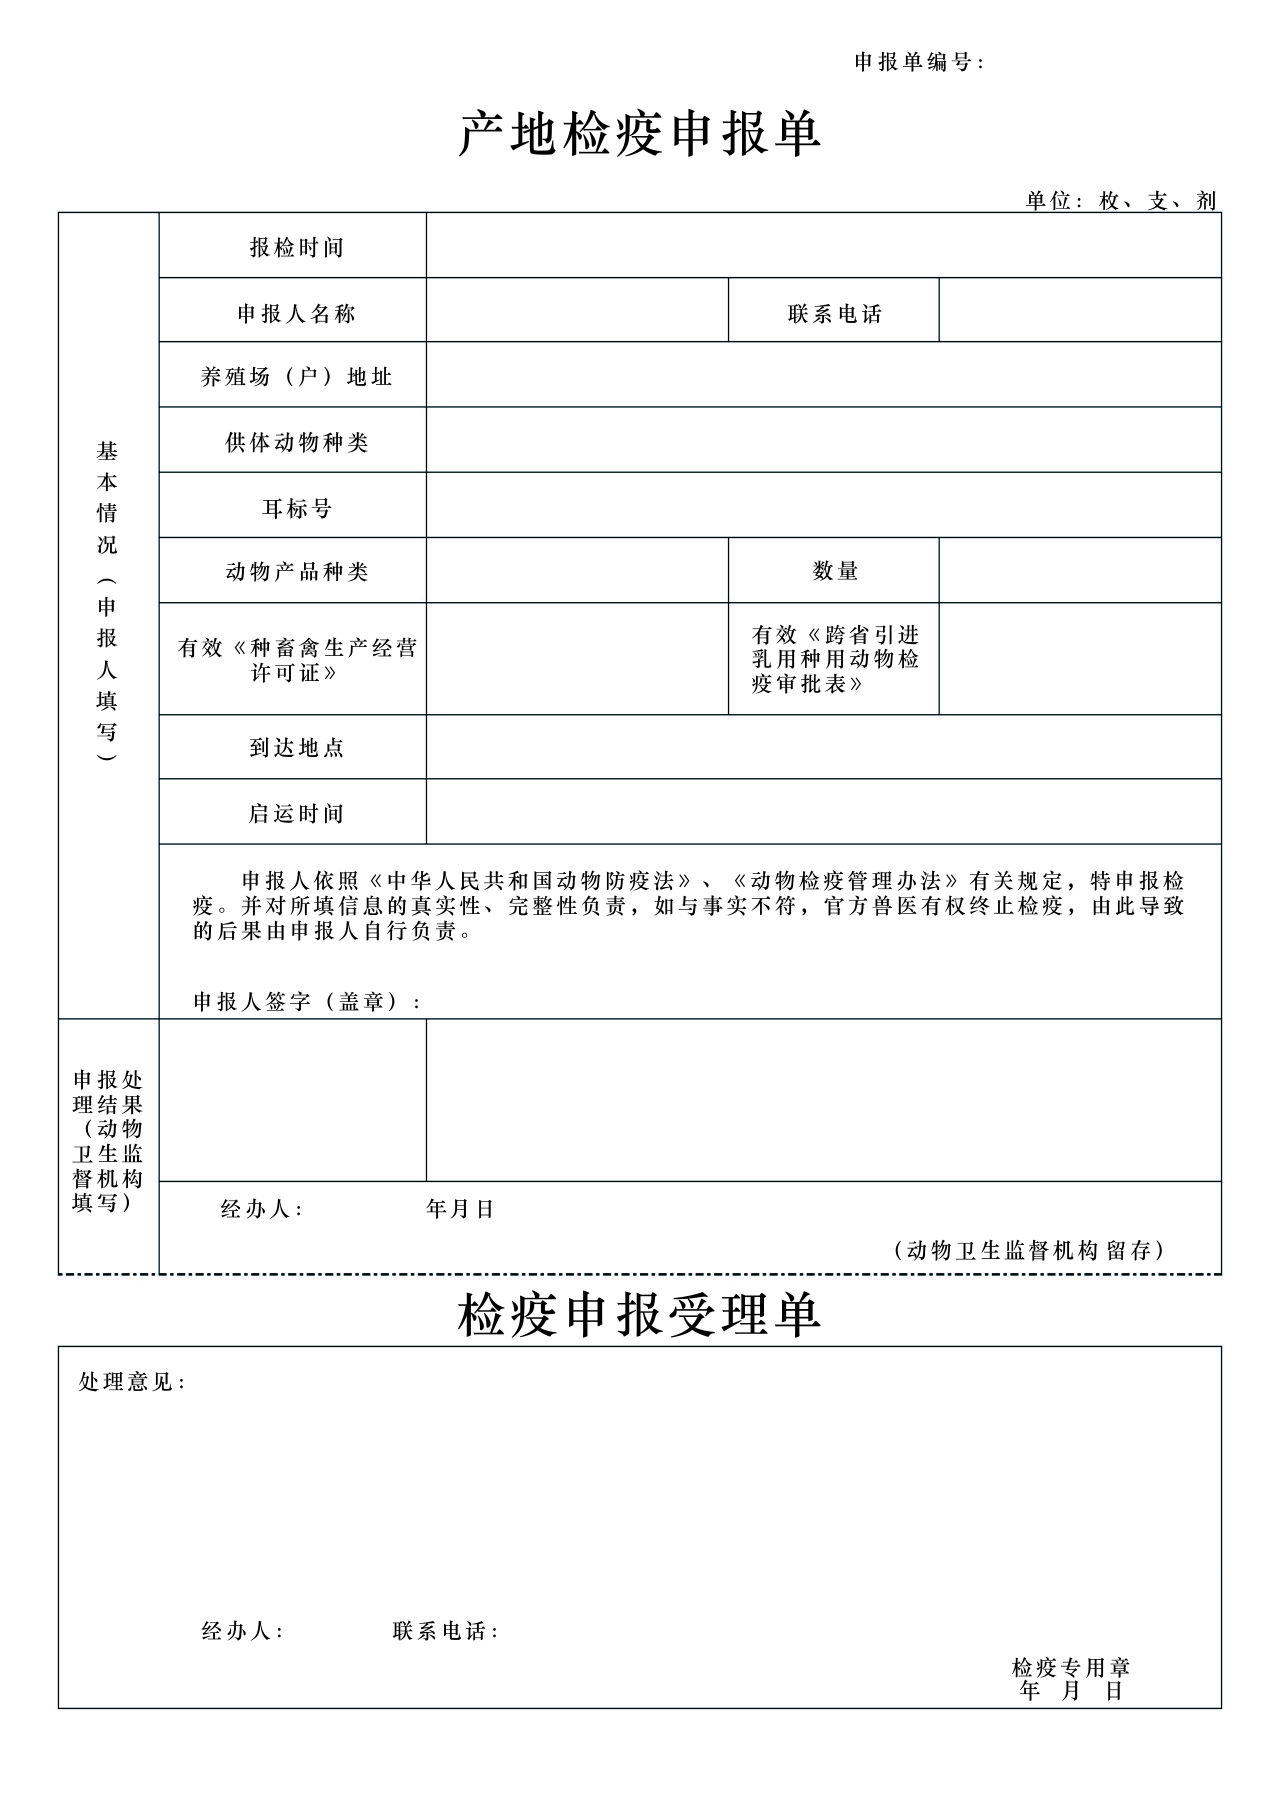 申报单编号：
产地检疫申报单
单位：枚、支、剂
基本情况（申报人填写）
报检时间
申报人名称
联系电话
养殖场（户）地址
供体动物种类
耳标号
动物产品种类
数量
有效《种畜禽生产经营
许可证》
有效《跨省引进
乳用种用动物检
疫审批表》
到达地点
启运时间
申报人依照《中华人民共和国动物防疫法》、《动物检疫管理办法》有关规定，特申报检
疫。并对所填信息的真实性、完整性负责，如与事实不符，官方兽医有权终止检疫，由此导致
的后果由申报人自行负责。
申报人签字（盖章）：
申报处
理结果
（动物
卫生监
督机构
填写）
经办人： 年月日
（动物卫生监督机构 留存）
检疫申报受理单
处理意见：
经办人： 联系电话：
检疫专用章
年 月 日